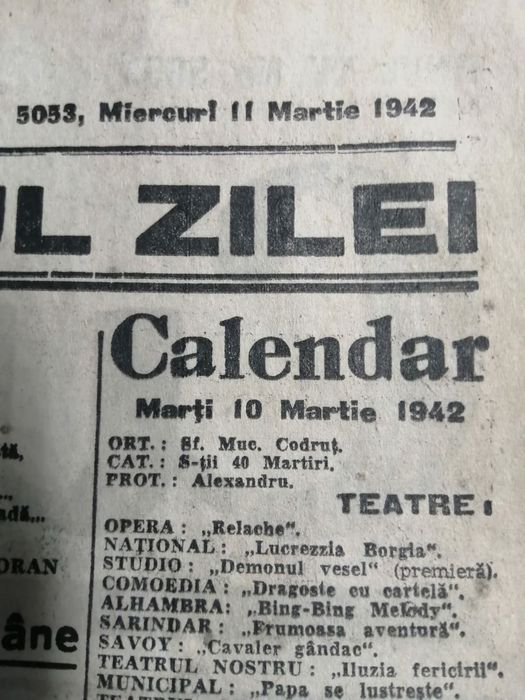 5053, Miercuri 11 Martie 1942
UL ZILEI
Calendar
Marţi 10 Martie 1942
ORT.: Sf. Muc. Codruţ.
CAT.: S-ţii 40 Martiri.
PROT.: Alexandru.
TEATRE:
OPERA: „Relache".
NAŢIONAL: „Lucrezzia Borgia".
STUDIO: „Demonul vesel" (premieră).
COMOEDIA: „Dragoste cu cartelă".
ALHAMBRA: „Bing-Bing Melody".
SARINDAR: „Frumoasa aventură".
SAVOY: „Cavaler gândac".
TEATRUL NOSTRU: „Iluzia fericirii".
MUNICIPAL: „Papa se lustreşte"
ORAN
âne